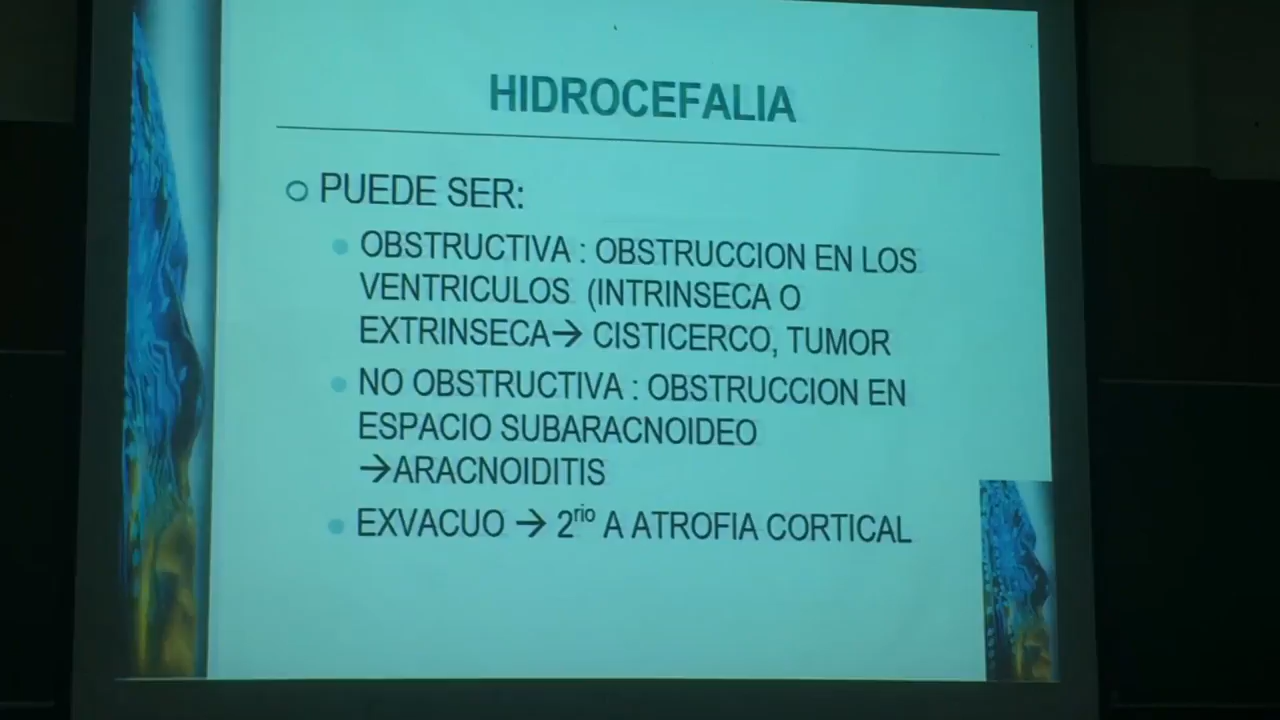 HIDROCEFALIA
PUEDE SER:
OBSTRUCTIVA : OBSTRUCCION EN LOS
VENTRICULOS (INTRINSECA O
EXTRINSECA→ CISTICERCO, TUMOR
NO OBSTRUCTIVA : OBSTRUCCION EN
ESPACIO SUBARACNOIDEO
→ARACNOIDITIS
EXVACUO → 2rio A ATROFIA CORTICAL